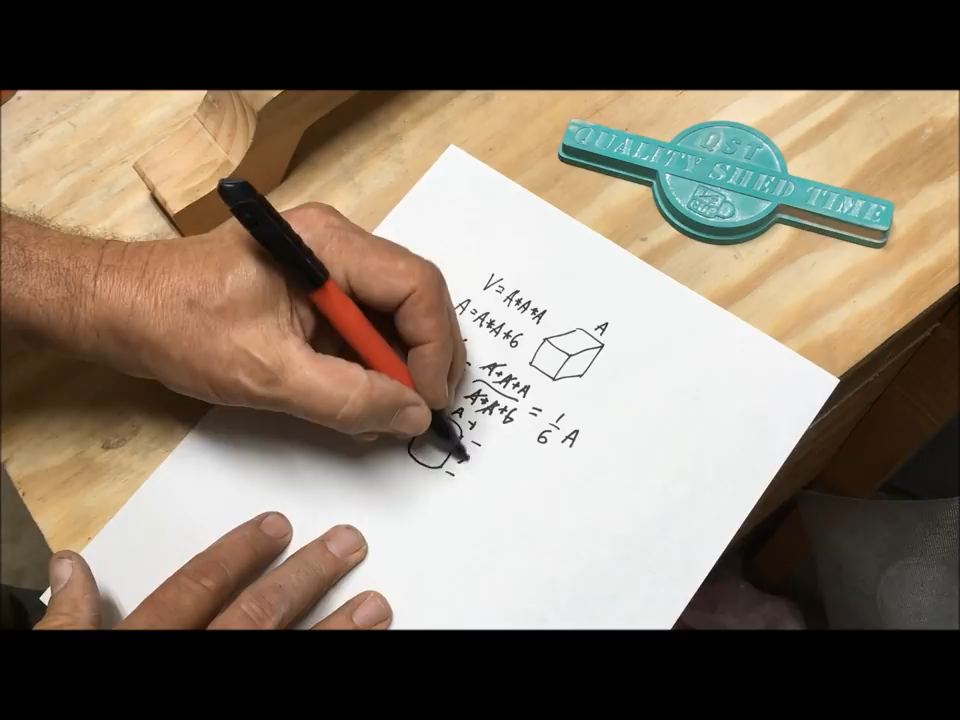 QST
QUALITY SHED TIME
V=A*A*A
A=A*A*6
A
A*A*A
A*A*6
= 1/6 A
A